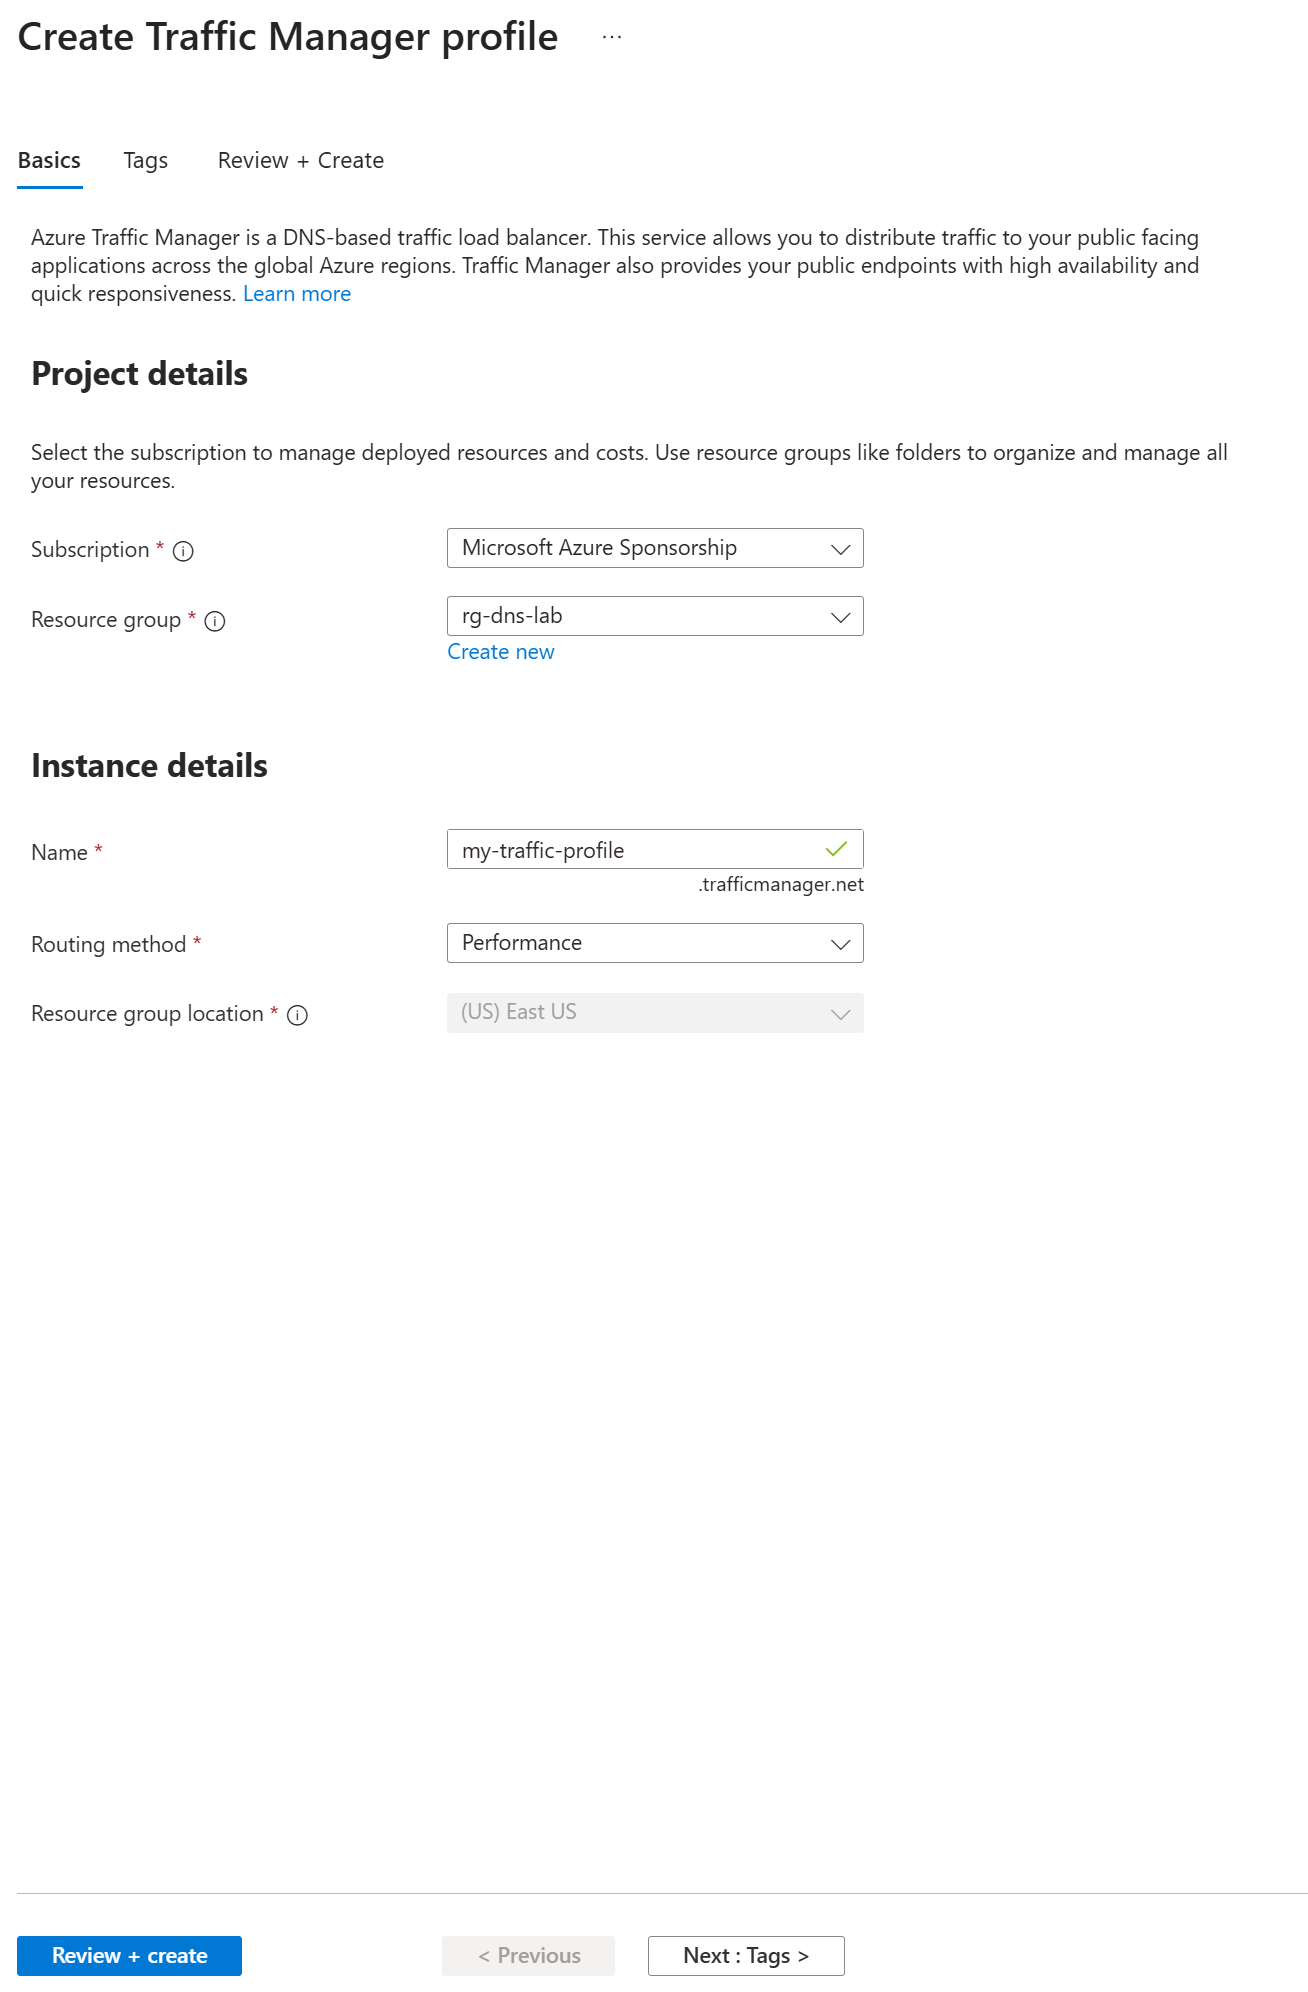 Create Traffic Manager profile ...
Basics Tags Review + Create
Azure Traffic Manager is a DNS-based traffic load balancer. This service allows you to distribute traffic to your public facing
applications across the global Azure regions. Traffic Manager also provides your public endpoints with high availability and
quick responsiveness. Learn more
Project details
Select the subscription to manage deployed resources and costs. Use resource groups like folders to organize and manage all
your resources.
Subscription * Microsoft Azure Sponsorship
Resource group * rg-dns-lab
Create new
Instance details
Name * my-traffic-profile
.trafficmanager.net
Routing method * Performance
Resource group location * (US) East US
Review + create < Previous Next : Tags >